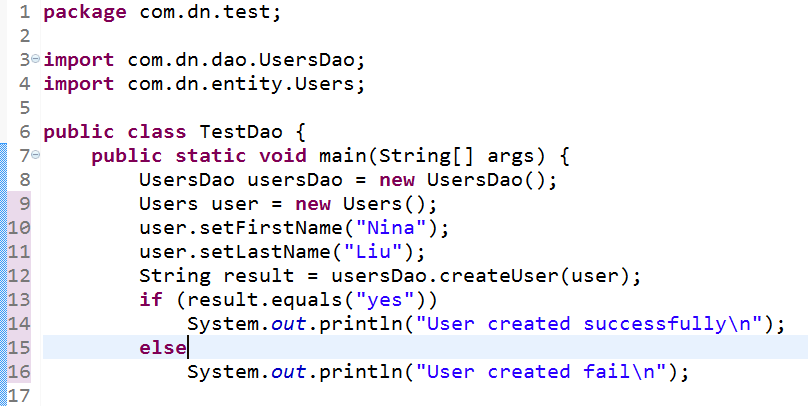 1 package com.dn.test;
2
3 import com.dn.dao.UsersDao;
4 import com.dn.entity.Users;
5
6 public class TestDao {
7     public static void main(String[] args) {
8         UsersDao usersDao = new UsersDao();
9         Users user = new Users();
10         user.setFirstName("Nina");
11         user.setLastName("Liu");
12         String result = usersDao.createUser(user);
13         if (result.equals("yes"))
14             System.out.println("User created successfully\n");
15         else
16             System.out.println("User created fail\n");
17